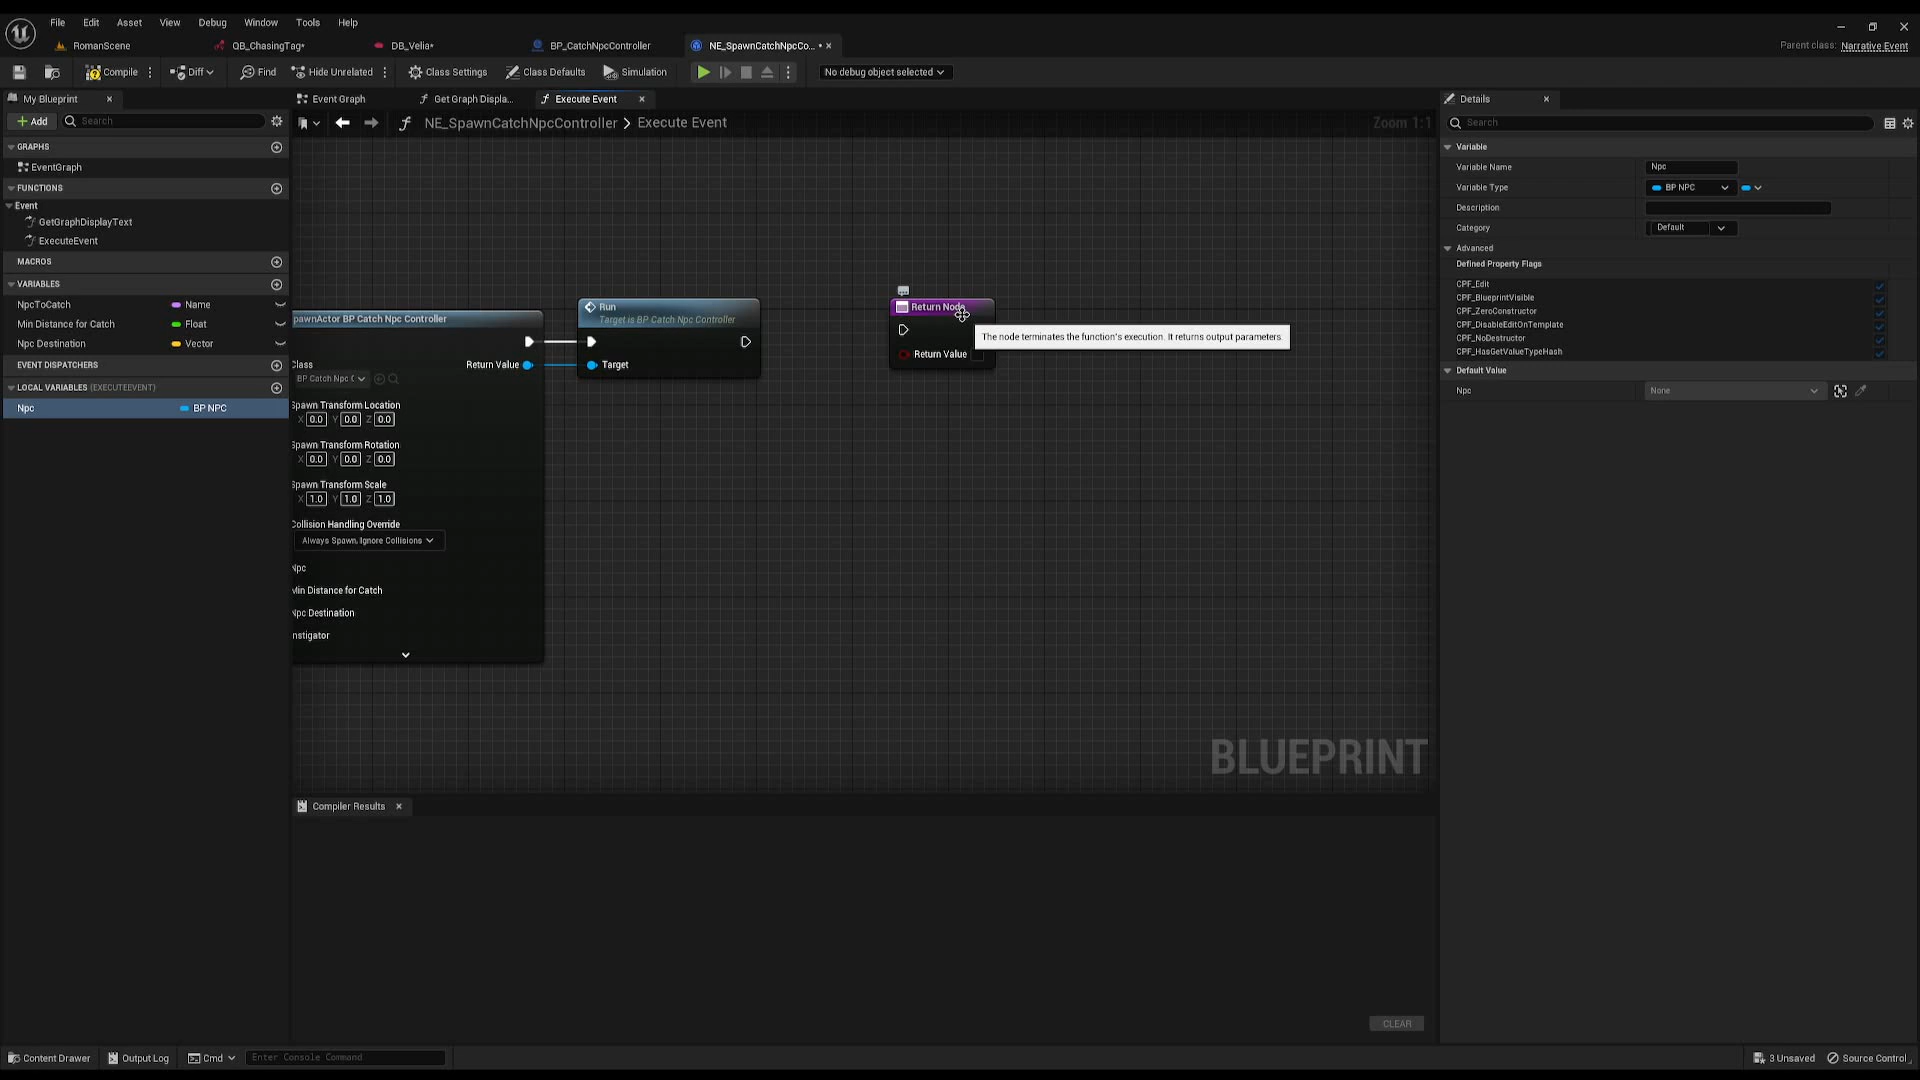 File Edit Asset View Debug Window Tools Help
RomanScene QB_ChasingTag* DB_Velia* BP_CatchNpcController NE_SpawnCatchNpcCo... Parent class: Narrative Event
Compile Diff Find Hide Unrelated Class Settings Class Defaults Simulation No debug object selected
My Blueprint Event Graph Get Graph Displa... Execute Event Details
Add Search NE_SpawnCatchNpcController > Execute Event Zoom 1:1 Search
GRAPHS
EventGraph
FUNCTIONS
Event
GetGraphDisplayText
ExecuteEvent
MACROS
VARIABLES
NpcToCatch Name
Min Distance for Catch Float
Npc Destination Vector
EVENT DISPATCHERS
LOCAL VARIABLES (EXECUTEEVENT)
Npc BP NPC
pawnActor BP Catch Npc Controller
Class Return Value
BP Catch Npc C
Spawn Transform Location
X 0.0 Y 0.0 Z 0.0
Spawn Transform Rotation
X 0.0 Y 0.0 Z 0.0
Spawn Transform Scale
X 1.0 Y 1.0 Z 1.0
Collision Handling Override
Always Spawn, Ignore Collisions
Npc
Min Distance for Catch
Npc Destination
nstigator
Run
Target is BP Catch Npc Controller
Target
Return Node
Return Value
The node terminates the function's execution. It returns output parameters.
BLUEPRINT
Variable
Variable Name Npc
Variable Type BP NPC
Description
Category Default
Advanced
Defined Property Flags
CPF_Edit
CPF_BlueprintVisible
CPF_ZeroConstructor
CPF_DisableEditOnTemplate
CPF_NoDestructor
CPF_HasGetValueTypeHash
Default Value
Npc None
Compiler Results
CLEAR
Content Drawer Output Log Cmd Enter Console Command 3 Unsaved Source Control